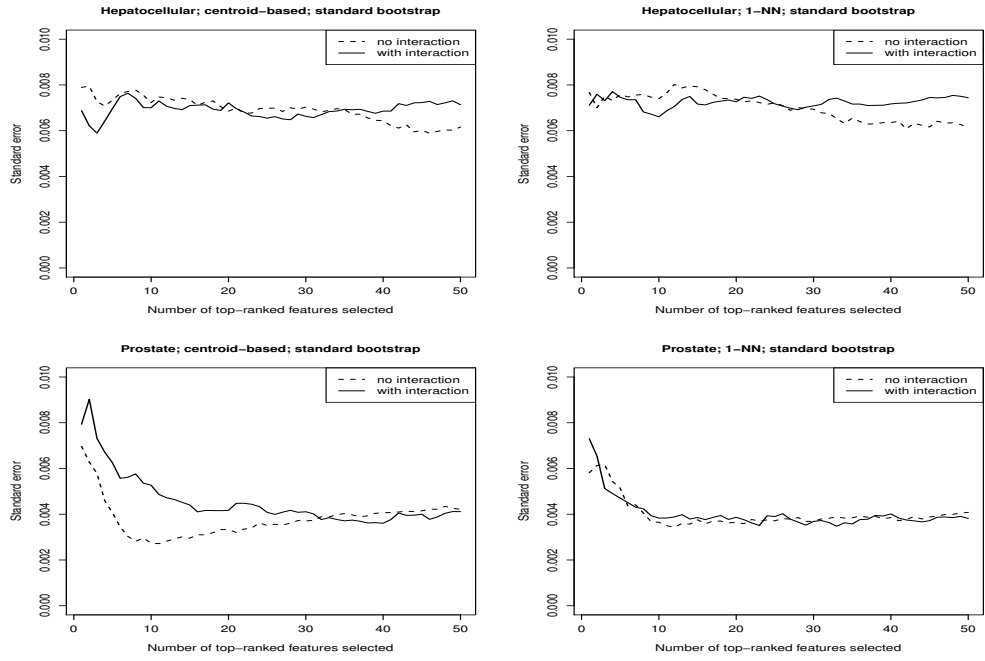 Hepatocellular; centroid-based; standard bootstrap
no interaction
with interaction
Standard error
0.000
0.002
0.004
0.006
0.008
0.010
0
10
20
30
40
50
Number of top-ranked features selected
Hepatocellular; 1-NN; standard bootstrap
no interaction
with interaction
Standard error
0.000
0.002
0.004
0.006
0.008
0.010
0
10
20
30
40
50
Number of top-ranked features selected
Prostate; centroid-based; standard bootstrap
no interaction
with interaction
Standard error
0.000
0.002
0.004
0.006
0.008
0.010
0
10
20
30
40
50
Number of top-ranked features selected
Prostate; 1-NN; standard bootstrap
no interaction
with interaction
Standard error
0.000
0.002
0.004
0.006
0.008
0.010
0
10
20
30
40
50
Number of top-ranked features selected